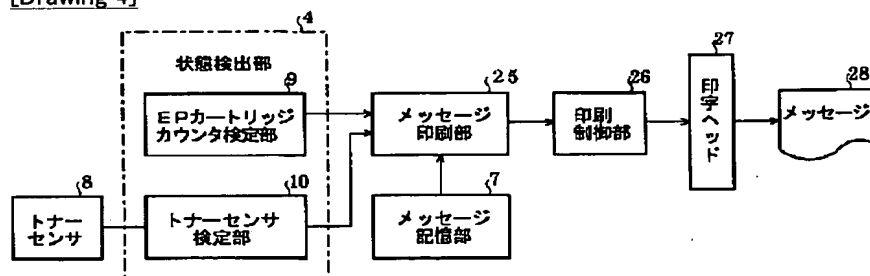 [Drawing 4]
4
状態検出部
9
EPカートリッジ
カウンタ検定部
25
メッセージ
印刷部
26
印刷
制御部
27
印字ヘッド
28
メッセージ
8
トナー
センサ
10
トナーセンサ
検定部
7
メッセージ
記憶部